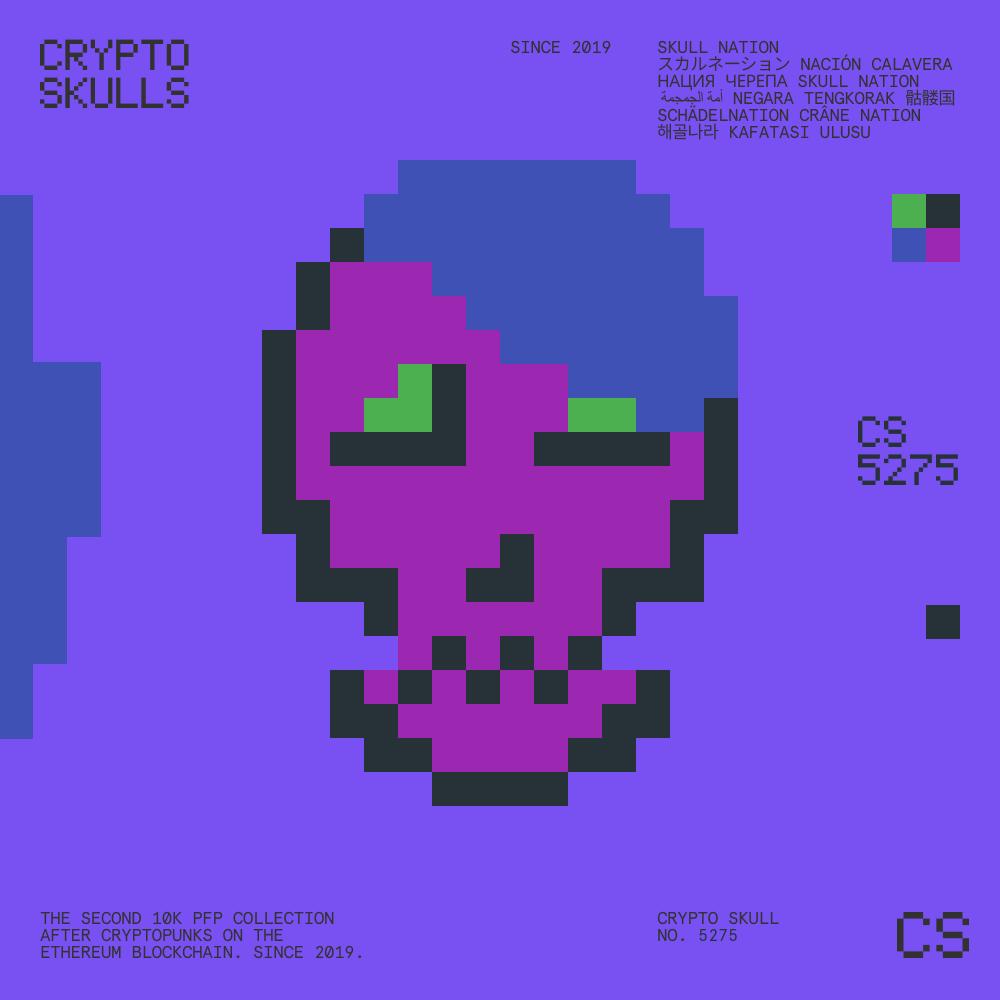 CRYPTO
SKULLS
SINCE 2019
SKULL NATION
スカルネーション NACIÓN CALAVERA
НАЦИЯ ЧЕРЕПА SKULL NATION
أمة الجمجمة NEGARA TENGKORAK 骷髅国
SCHÄDELNATION CRÂNE NATION
해골나라 KAFATASI ULUSU
CS
5275
THE SECOND 10K PFP COLLECTION
AFTER CRYPTOPUNKS ON THE
ETHEREUM BLOCKCHAIN. SINCE 2019.
CRYPTO SKULL
NO. 5275
CS